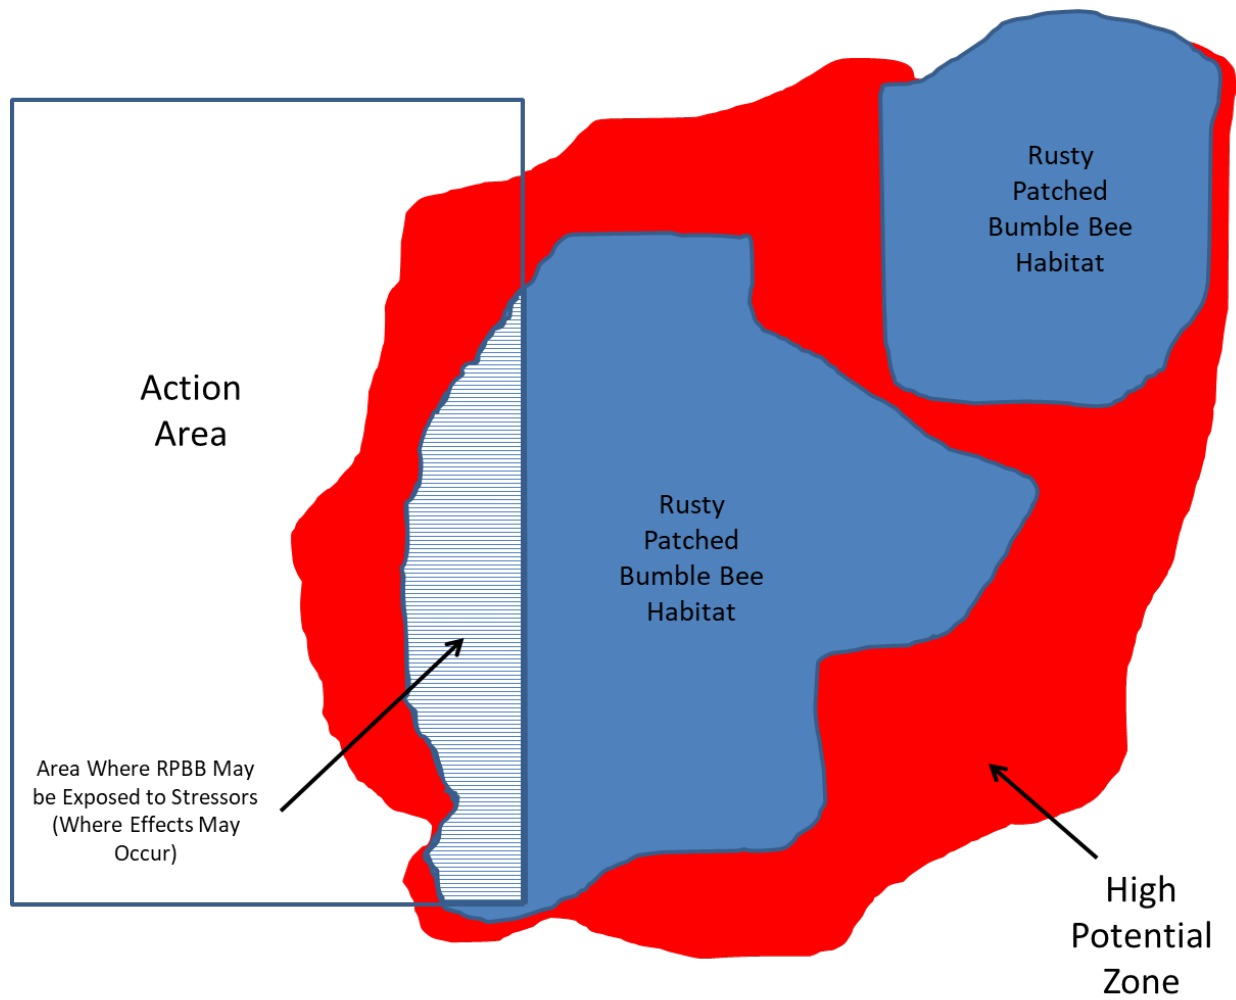 Rusty
Patched
Bumble Bee
Habitat
Action
Area
Rusty
Patched
Bumble Bee
Habitat
Area Where RPBB May
be Exposed to Stressors
(Where Effects May
Occur)
High
Potential
Zone